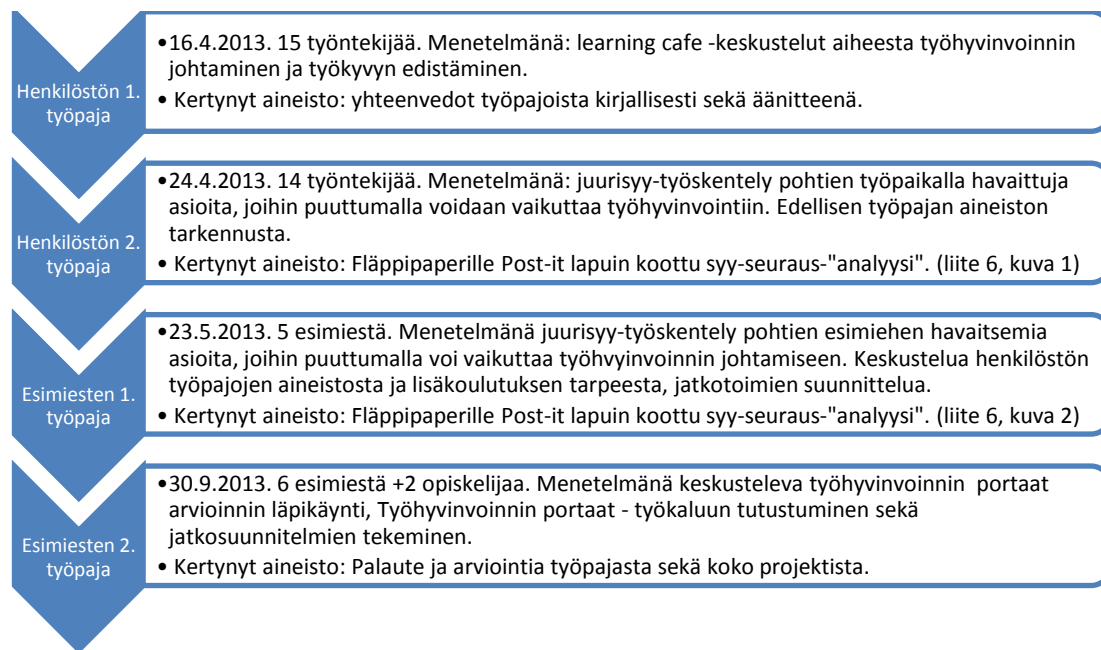 Henkilöstön 1.
työpaja
•16.4.2013. 15 työntekijää. Menetelmänä: learning cafe -keskustelut aiheesta työhyvinvoinnin
johtaminen ja työkyvyn edistäminen.
• Kertynyt aineisto: yhteenvedot työpajoista kirjallisesti sekä äänitteenä.
Henkilöstön 2.
työpaja
•24.4.2013. 14 työntekijää. Menetelmänä: juurisyy-työskentely pohtien työpaikalla havaittuja
asioita, joihin puuttumalla voidaan vaikuttaa työhyvinvointiin. Edellisen työpajan aineiston
tarkennusta.
• Kertynyt aineisto: Fläppipaperille Post-it lapuin koottu syy-seuraus-"analyysi". (liite 6, kuva 1)
Esimiesten 1.
työpaja
•23.5.2013. 5 esimiestä. Menetelmänä juurisyy-työskentely pohtien esimiehen havaitsemia
asioita, joihin puuttumalla voi vaikuttaa työhvyinvoinnin johtamiseen. Keskustelua henkilöstön
työpajojen aineistosta ja lisäkoulutuksen tarpeesta, jatkotoimien suunnittelua.
• Kertynyt aineisto: Fläppipaperille Post-it lapuin koottu syy-seuraus-"analyysi". (liite 6, kuva 2)
Esimiesten 2.
työpaja
•30.9.2013. 6 esimiestä +2 opiskelijaa. Menetelmänä keskusteleva työhyvinvoinnin portaat
arvioinnin läpikäynti, Työhyvinvoinnin portaat - työkaluun tutustuminen sekä
jatkosuunnitelmien tekeminen.
• Kertynyt aineisto: Palaute ja arviointia työpajasta sekä koko projektista.